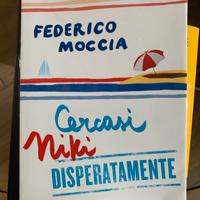 FEDERICO
MOCCIA
Cercasi
Niki
DISPERATAMENTE